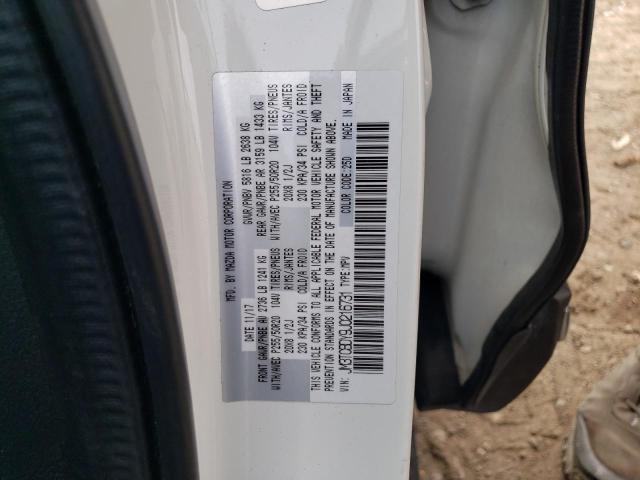 MFD. BY MAZDA MOTOR CORPORATION
DATE 11/17 GVWR/PNBV 5816 LB 2638 KG
FRONT GAWR/PNBE AV 2736 LB 1241 KG REAR GAWR/PNBE AR 3159 LB 1433 KG
WITH/AVEC P255/50R20 104V TIRES/PNEUS WITH/AVEC P255/50R20 104V TIRES/PNEUS
20X8 1/2J RIMS/JANTES 20X8 1/2J RIMS/JANTES
230 KPA/34 PSI COLD/A FROID 230 KPA/34 PSI COLD/A FROID
THIS VEHICLE CONFORMS TO ALL APPLICABLE FEDERAL MOTOR VEHICLE SAFETY AND THEFT
PREVENTION STANDARDS IN EFFECT ON THE DATE OF MANUFACTURE SHOWN ABOVE.
VIN: JM3TCBDY9J0216731 TYPE:MPV COLOR CODE:25D MADE IN JAPAN